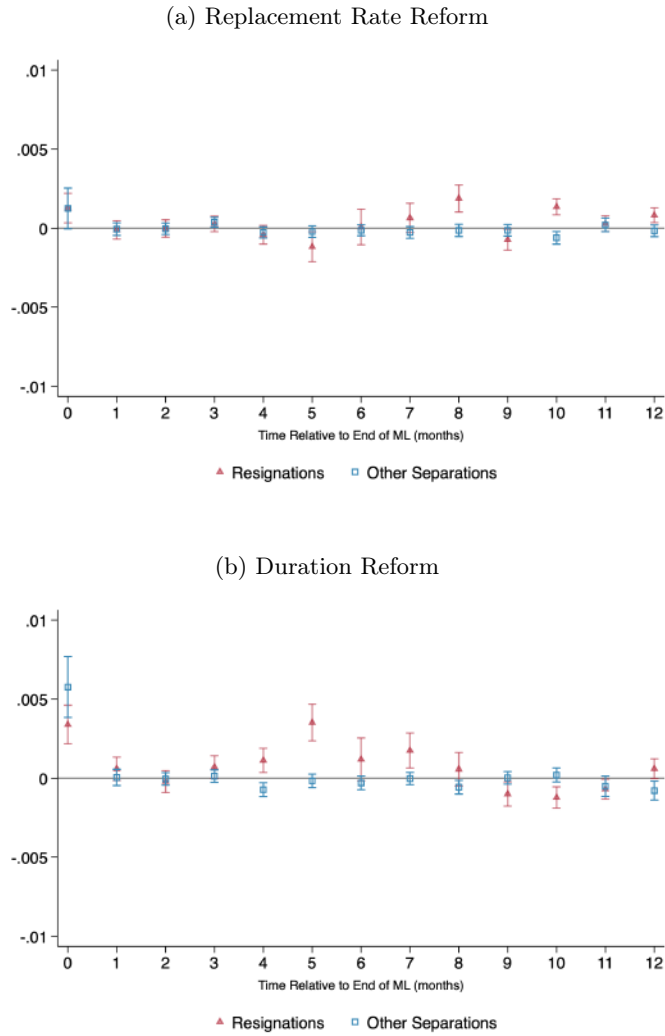 (a) Replacement Rate Reform
.01
.005
0
-.005
-.01
0 1 2 3 4 5 6 7 8 9 10 11 12
Time Relative to End of ML (months)
Resignations Other Separations
(b) Duration Reform
.01
.005
0
-.005
-.01
0 1 2 3 4 5 6 7 8 9 10 11 12
Time Relative to End of ML (months)
Resignations Other Separations